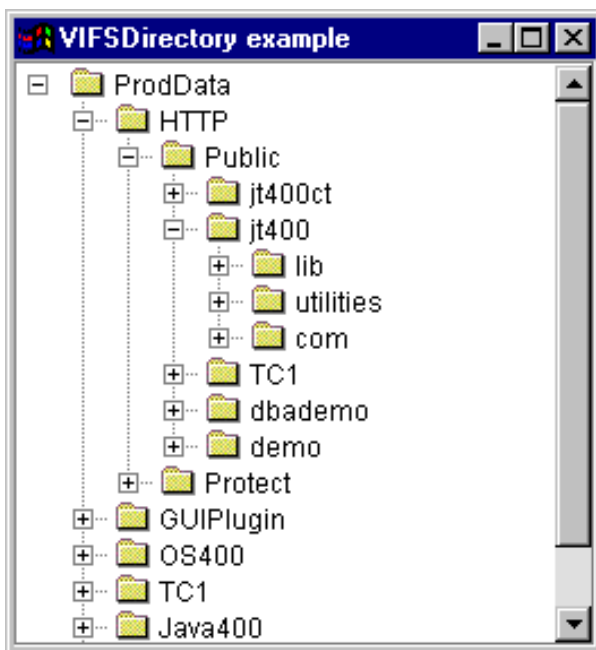 VIFSDirectory example
ProdData
HTTP
Public
jt400ct
jt400
lib
utilities
com
TC1
dbademo
demo
Protect
GUIPlugin
OS400
TC1
Java400